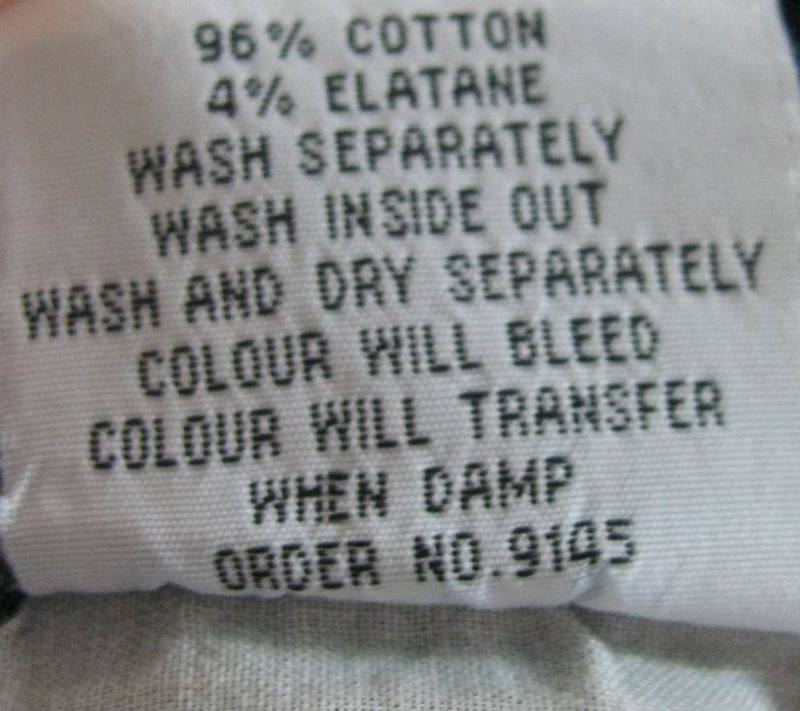 96% COTTON
4% ELATANE
WASH SEPARATELY
WASH INSIDE OUT
WASH AND DRY SEPARATELY
COLOUR WILL BLEED
COLOUR WILL TRANSFER
WHEN DAMP
ORDER NO.9145